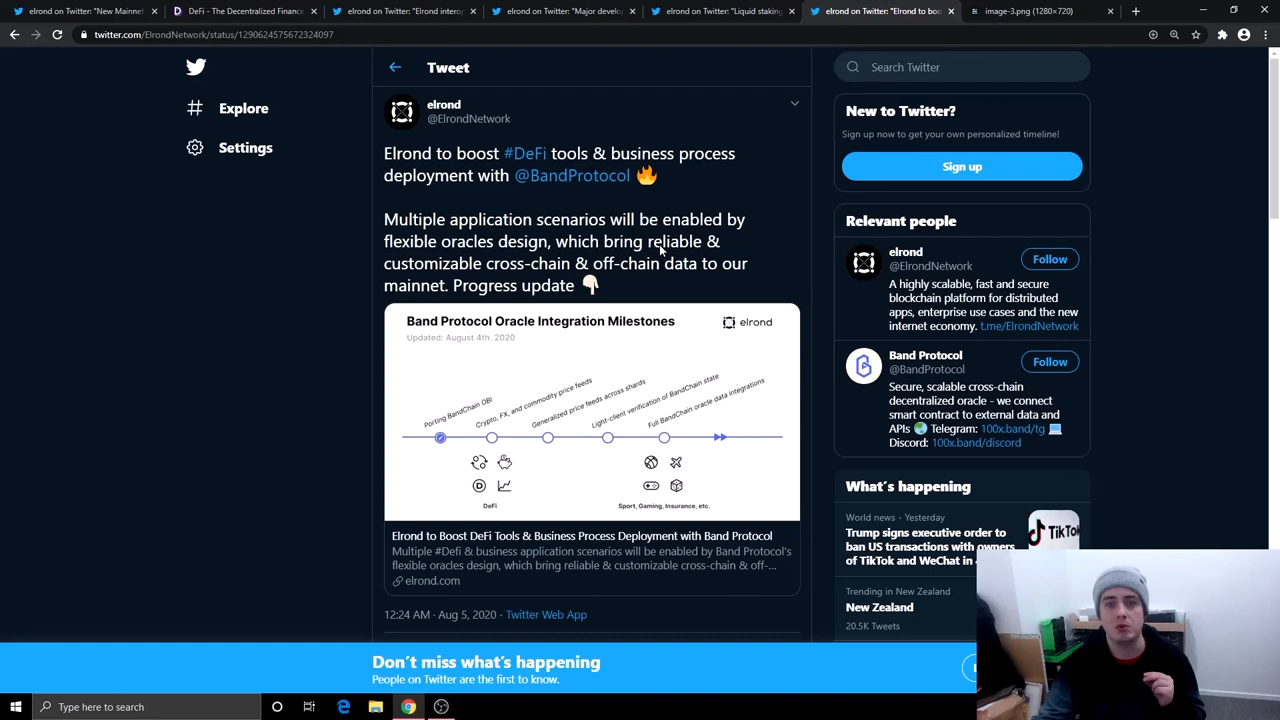 elron on Twitter: "New Mainnet
DeFi - The Decentralized Finance
elrond on Twitter: "Elrond interop
elrond on Twitter: "Major develop
elrond on Twitter: "Liquid staking
elrond on Twitter: "Elrond to boo
image-3.png (1280×720)
twitter.com/ElrondNetwork/status/1290624575672324097
Explore
Settings
Tweet
elrond
@ElrondNetwork
Elrond to boost #DeFi tools & business process
deployment with @BandProtocol 🔥
Multiple application scenarios will be enabled by
flexible oracles design, which bring reliable &
customizable cross-chain & off-chain data to our
mainnet. Progress update 👇🏻
Band Protocol Oracle Integration Milestones
elrond
Updated: August 4th, 2020
Porting BandChain OBI
Crypto, FX, and commodity price feeds
Generalized price feeds across shards
Light-client verification of BandChain state
Full BandChain oracle data integrations
DeFi
Sport, Gaming, Insurance, etc.
Elrond to Boost DeFi Tools & Business Process Deployment with Band Protocol
Multiple #Defi & business application scenarios will be enabled by Band Protocol's
flexible oracles design, which bring reliable & customizable cross-chain & off-...
elrond.com
12:24 AM · Aug 5, 2020 · Twitter Web App
Search Twitter
New to Twitter?
Sign up now to get your own personalized timeline!
Sign up
Relevant people
elrond
@ElrondNetwork
Follow
A highly scalable, fast and secure
blockchain platform for distributed
apps, enterprise use cases and the new
internet economy. t.me/ElrondNetwork
Band Protocol
@BandProtocol
Follow
Secure, scalable cross-chain
decentralized oracle - we connect
smart contract to external data and
APIs 🌏 Telegram: 100x.band/tg 💻
Discord: 100x.band/discord
What's happening
World news · Yesterday
Trump signs executive order to
ban US transactions with owners
of TikTok and WeChat in
TikTok
Trending in New Zealand
New Zealand
20.5K Tweets
Don't miss what's happening
People on Twitter are the first to know.
Type here to search